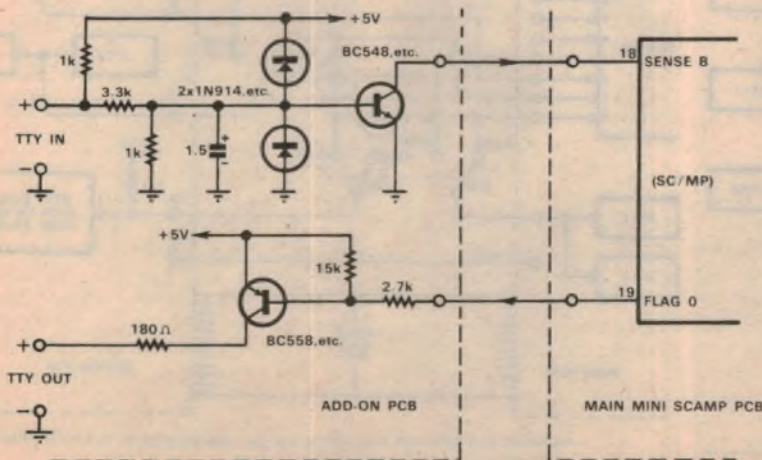 +5V
1k
BC548,etc.
18
SENSE B
3.3k
2x1N914,etc.
+
TTY IN
1k
1.5
+
-
-
(SC/MP)
+5V
15k
2.7k
19
FLAG 0
180Ω
BC558,etc.
+
TTY OUT
-
ADD-ON PCB
MAIN MINI SCAMP PCB